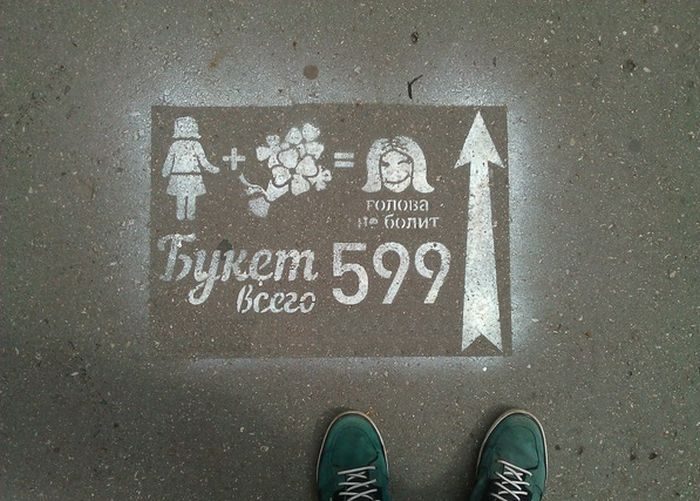 + =
голова
не болит
Букет 599
всего